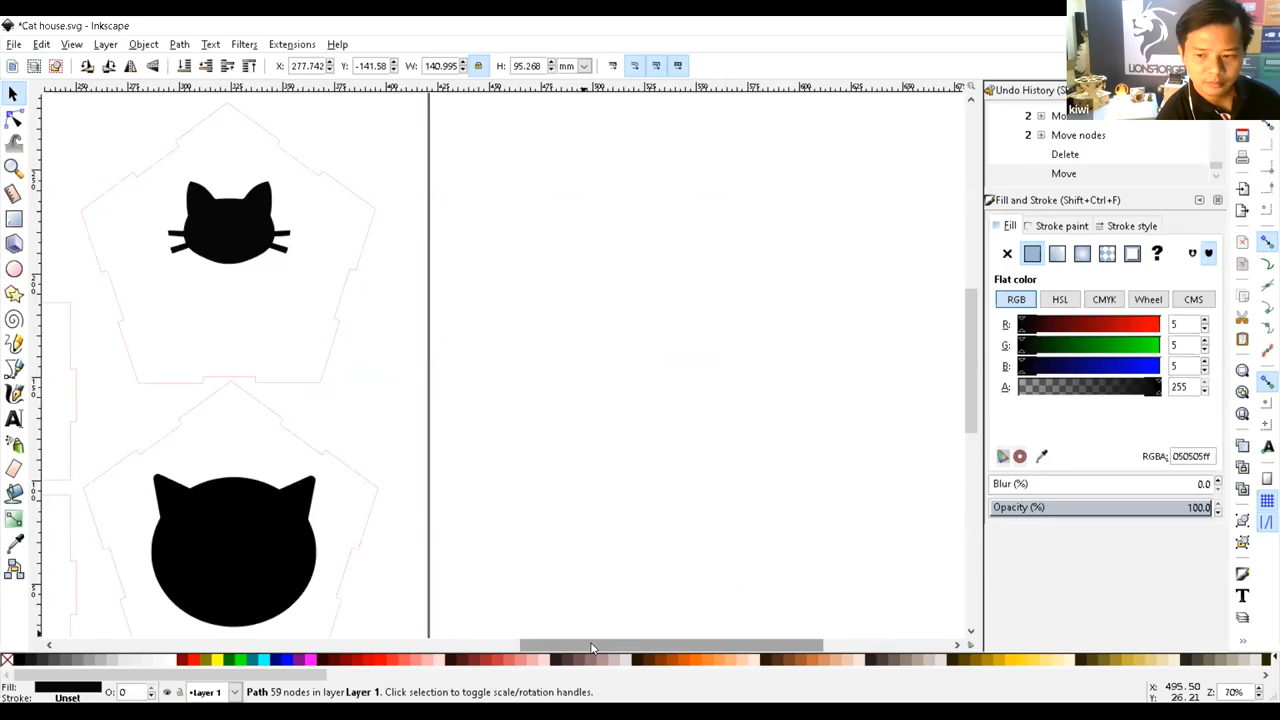 *Cat house.svg - Inkscape
File Edit View Layer Object Path Text Filters Extensions Help
X: 277.742 Y: -141.58 W: 140.995 H: 95.268 mm
LIONSFORGE
kiwi
Undo History (S
2 Mo
2 Move nodes
Delete
Move
Fill and Stroke (Shift+Ctrl+F)
Fill Stroke paint Stroke style
Flat color
RGB HSL CMYK Wheel CMS
R: 5
G: 5
B: 5
A: 255
RGBA: 050505ff
Blur (%) 0.0
Opacity (%) 100.0
Fill:
Stroke: Unset
O: 0
Layer 1
Path 59 nodes in layer Layer 1. Click selection to toggle scale/rotation handles.
X: 495.50
Y: 26.21
Z: 70%